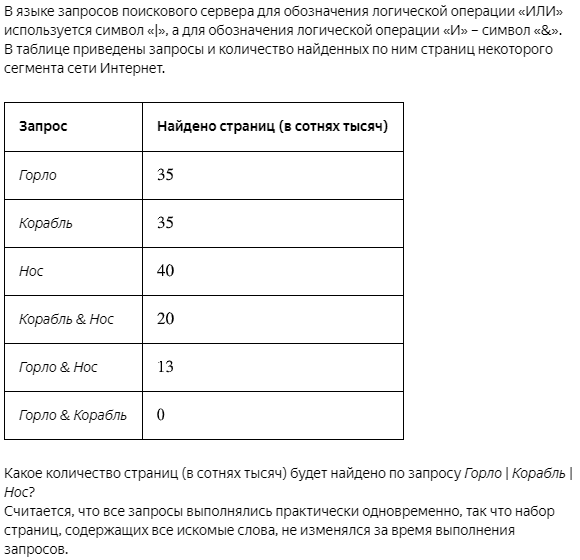 В языке запросов поискового сервера для обозначения логической операции «ИЛИ»
используется символ «|», а для обозначения логической операции «И» – символ «&».
В таблице приведены запросы и количество найденных по ним страниц некоторого
сегмента сети Интернет.
Запрос Найдено страниц (в сотнях тысяч)
Горло 35
Корабль 35
Нос 40
Корабль & Нос 20
Горло & Нос 13
Горло & Корабль 0
Какое количество страниц (в сотнях тысяч) будет найдено по запросу Горло | Корабль |
Нос?
Считается, что все запросы выполнялись практически одновременно, так что набор
страниц, содержащих все искомые слова, не изменялся за время выполнения
запросов.